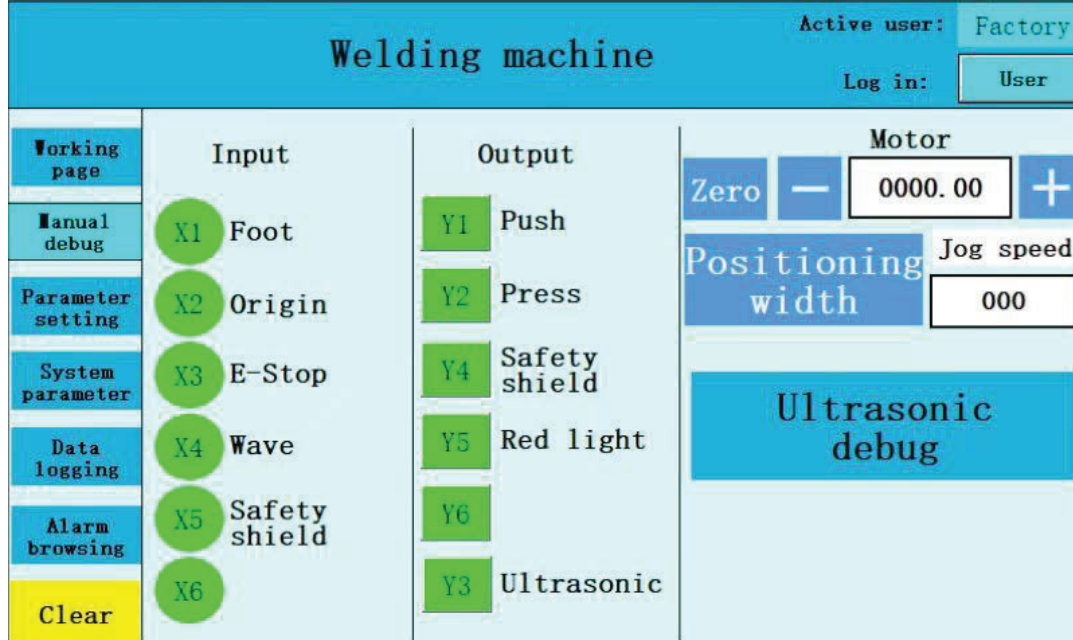 Active user: Factory
Welding machine
Log in: User
Working
page
Manual
debug
Parameter
setting
System
parameter
Data
logging
Alarm
browsing
Clear
Input
X1 Foot
X2 Origin
X3 E-Stop
X4 Wave
X5 Safety
shield
X6
Output
Y1 Push
Y2 Press
Y4 Safety
shield
Y5 Red light
Y6
Y3 Ultrasonic
Motor
Zero — 0000.00 +
Positioning
width
Jog speed
000
Ultrasonic
debug